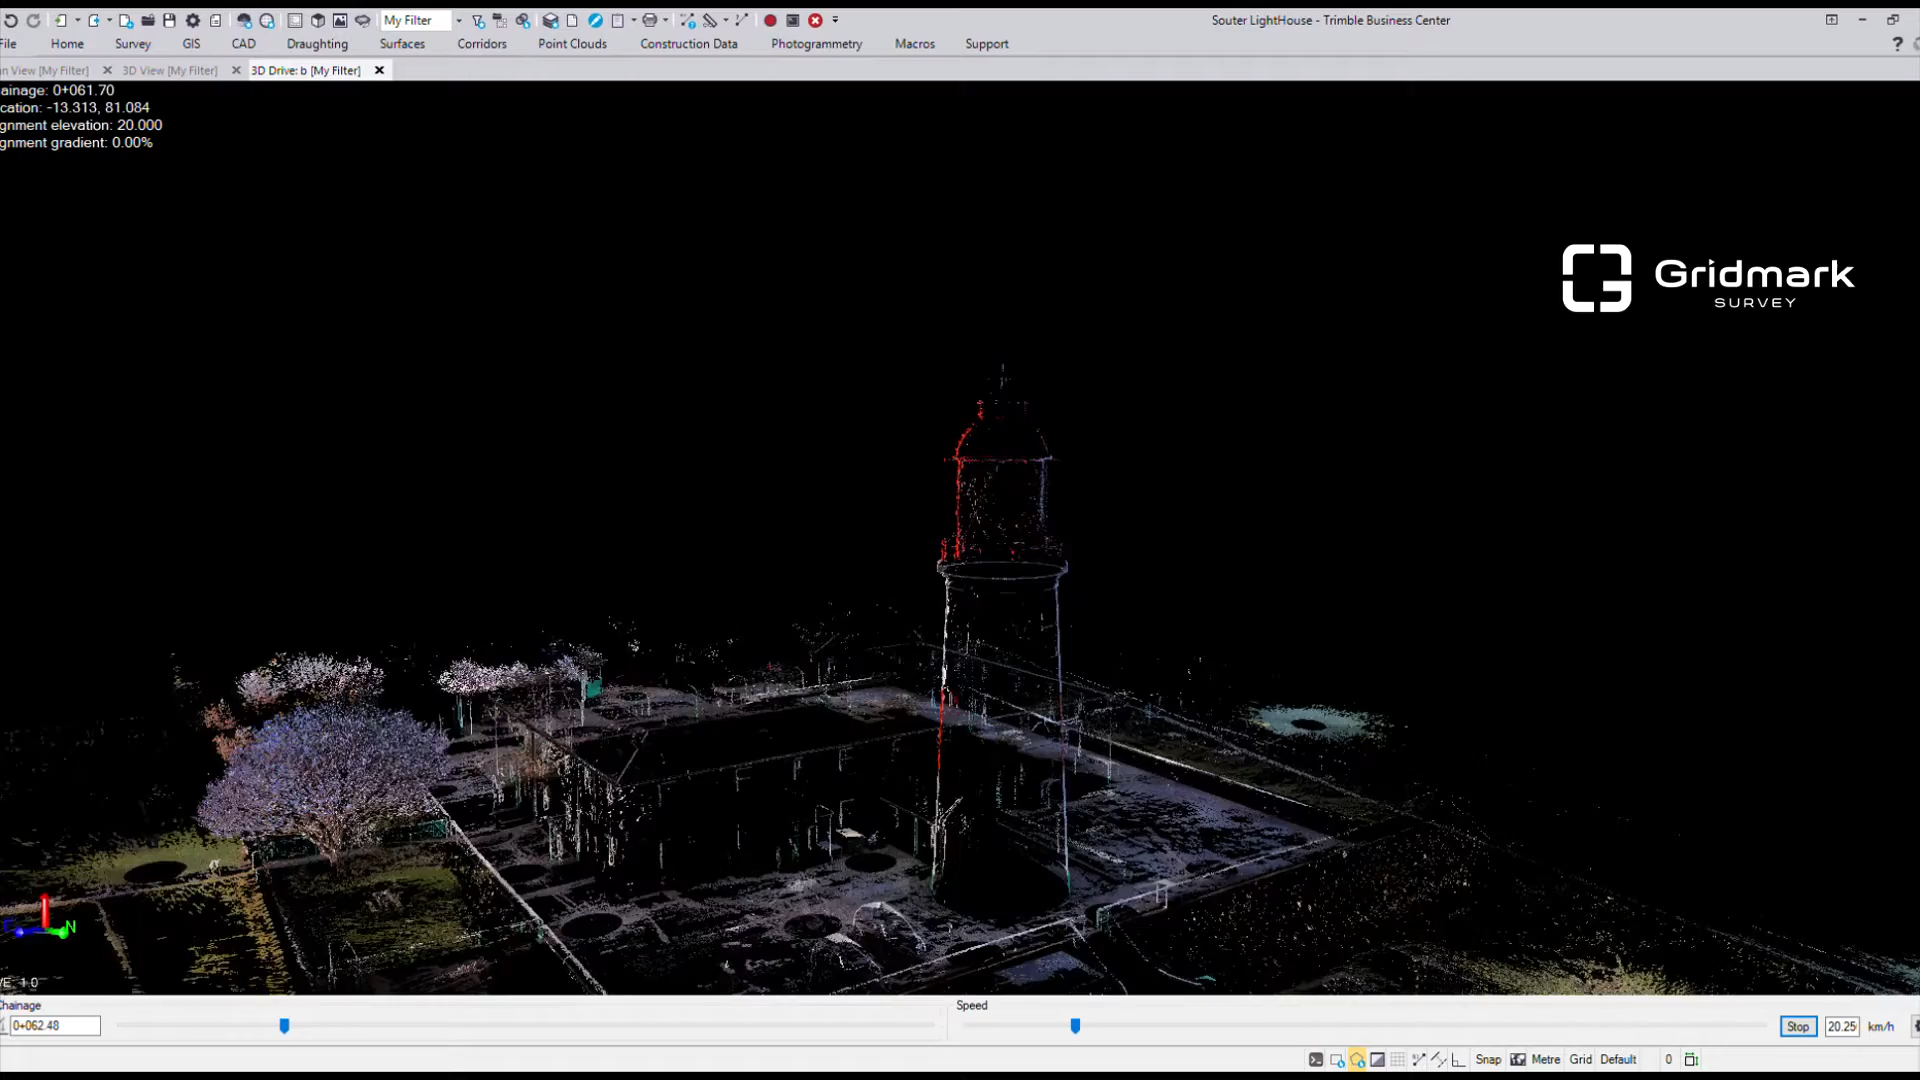 My Filter
Souter LightHouse - Trimble Business Center
File
Home
Survey
GIS
CAD
Draughting
Surfaces
Corridors
Point Clouds
Construction Data
Photogrammetry
Macros
Support
?
n View [My Filter]
3D View [My Filter]
3D Drive: b [My Filter]
ainage: 0+061.70
cation: -13.313, 81.084
gnment elevation: 20.000
gnment gradient: 0.00%
Gridmark
SURVEY
N
VE: 1.0
Chainage
Speed
0+062.48
Stop
20.25
km/h
Snap
Metre
Grid
Default
0